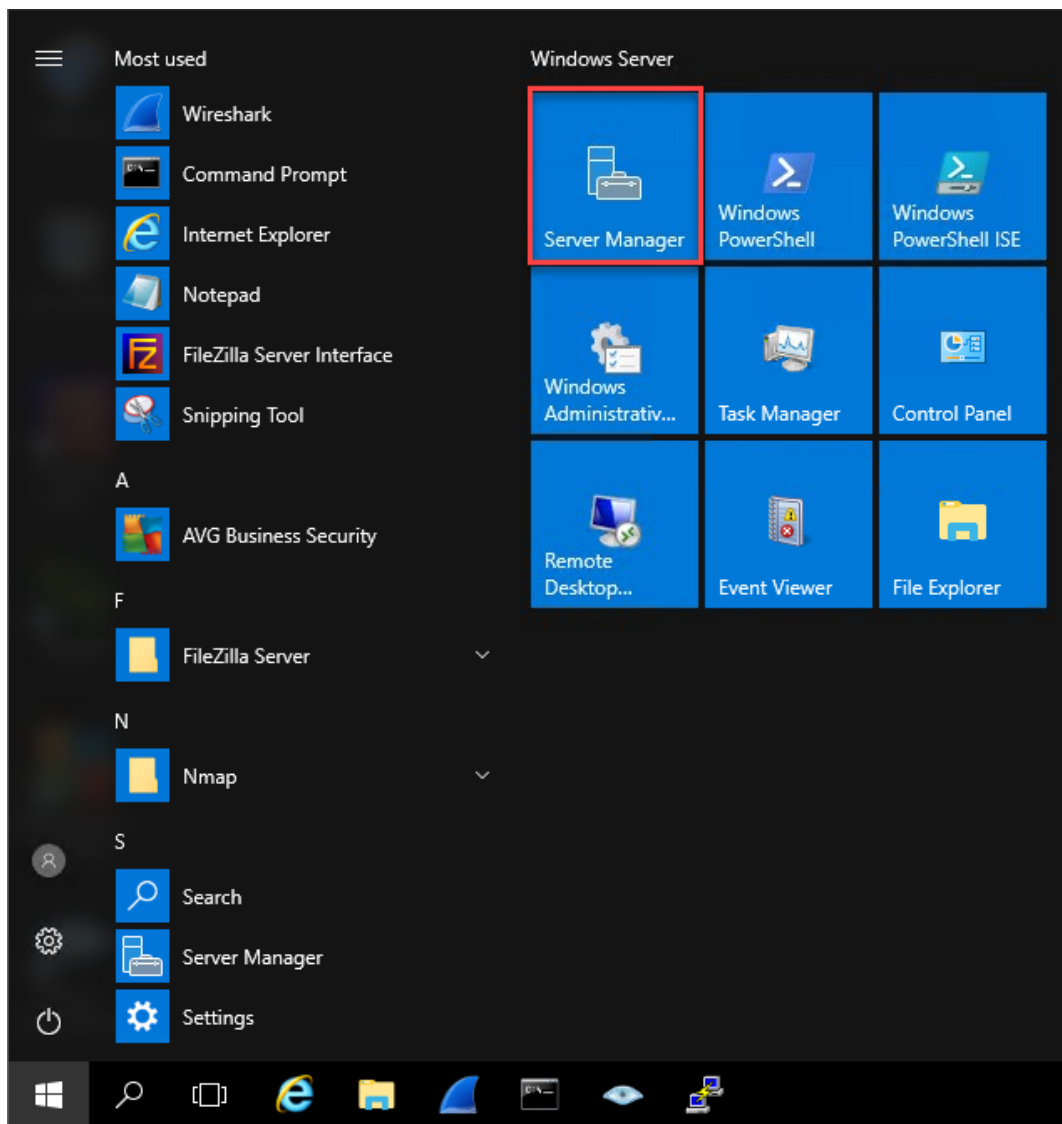 Most used
Wireshark
Command Prompt
Internet Explorer
Notepad
FileZilla Server Interface
Snipping Tool
A
AVG Business Security
F
FileZilla Server
N
Nmap
S
Search
Server Manager
Settings
Windows Server
Server Manager
Windows
PowerShell
Windows
PowerShell ISE
Windows
Administrativ...
Task Manager
Control Panel
Remote
Desktop...
Event Viewer
File Explorer